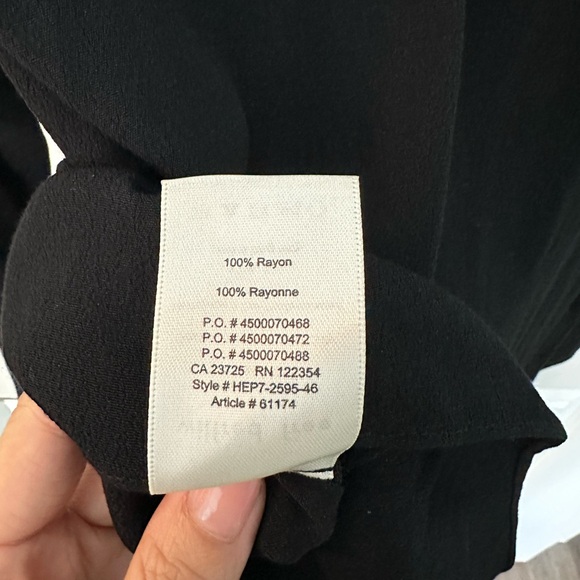 100% Rayon
100% Rayonne
P.O. # 4500070468
P.O. # 4500070472
P.O. # 4500070488
CA 23725 RN 122354
Style # HEP7-2595-46
Article # 61174